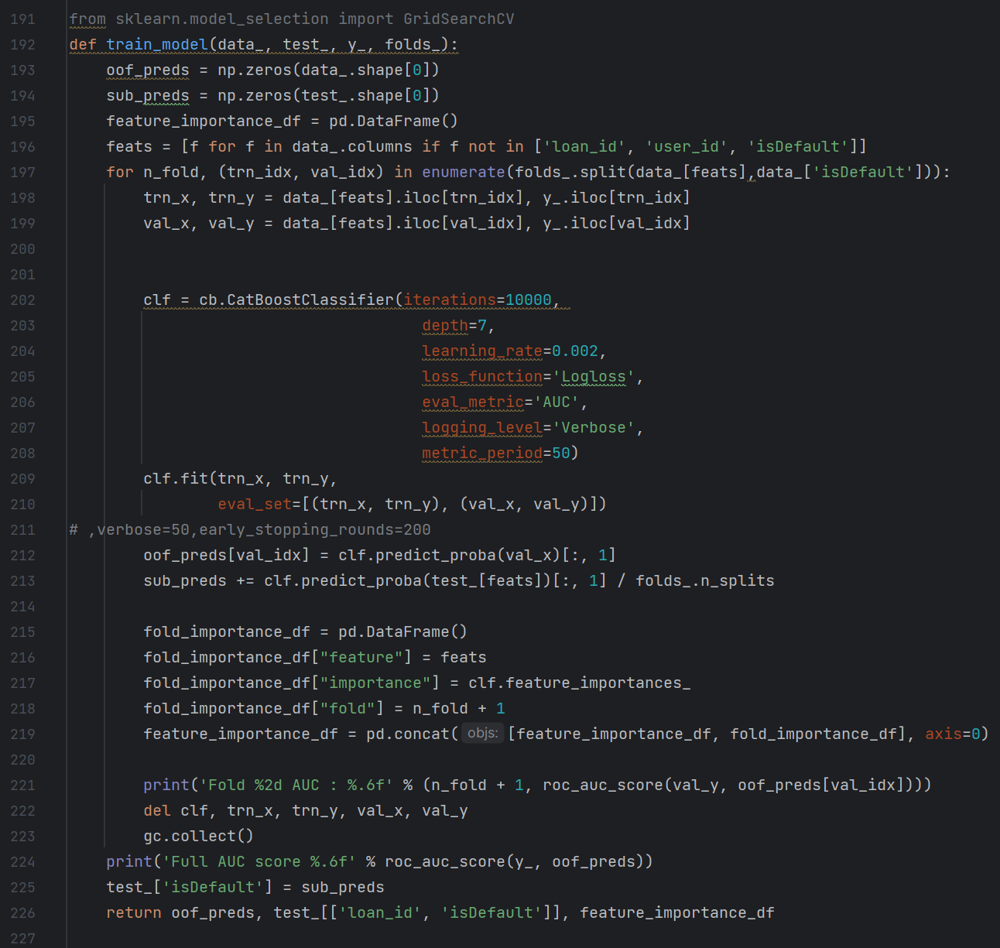 191 from sklearn.model_selection import GridSearchCV
192 def train_model(data_, test_, y_, folds_):
193     oof_preds = np.zeros(data_.shape[0])
194     sub_preds = np.zeros(test_.shape[0])
195     feature_importance_df = pd.DataFrame()
196     feats = [f for f in data_.columns if f not in ['loan_id', 'user_id', 'isDefault']]
197     for n_fold, (trn_idx, val_idx) in enumerate(folds_.split(data_[feats],data_['isDefault'])):
198         trn_x, trn_y = data_[feats].iloc[trn_idx], y_.iloc[trn_idx]
199         val_x, val_y = data_[feats].iloc[val_idx], y_.iloc[val_idx]
200
201
202         clf = cb.CatBoostClassifier(iterations=10000,
203                                       depth=7,
204                                       learning_rate=0.002,
205                                       loss_function='Logloss',
206                                       eval_metric='AUC',
207                                       logging_level='Verbose',
208                                       metric_period=50)
209         clf.fit(trn_x, trn_y,
210                 eval_set=[(trn_x, trn_y), (val_x, val_y)])
211 # ,verbose=50,early_stopping_rounds=200
212         oof_preds[val_idx] = clf.predict_proba(val_x)[:, 1]
213         sub_preds += clf.predict_proba(test_[feats])[:, 1] / folds_.n_splits
214
215         fold_importance_df = pd.DataFrame()
216         fold_importance_df["feature"] = feats
217         fold_importance_df["importance"] = clf.feature_importances_
218         fold_importance_df["fold"] = n_fold + 1
219         feature_importance_df = pd.concat( objs: [feature_importance_df, fold_importance_df], axis=0)
220
221         print('Fold %2d AUC : %.6f' % (n_fold + 1, roc_auc_score(val_y, oof_preds[val_idx])))
222         del clf, trn_x, trn_y, val_x, val_y
223         gc.collect()
224     print('Full AUC score %.6f' % roc_auc_score(y_, oof_preds))
225     test_['isDefault'] = sub_preds
226     return oof_preds, test_[['loan_id', 'isDefault']], feature_importance_df
227